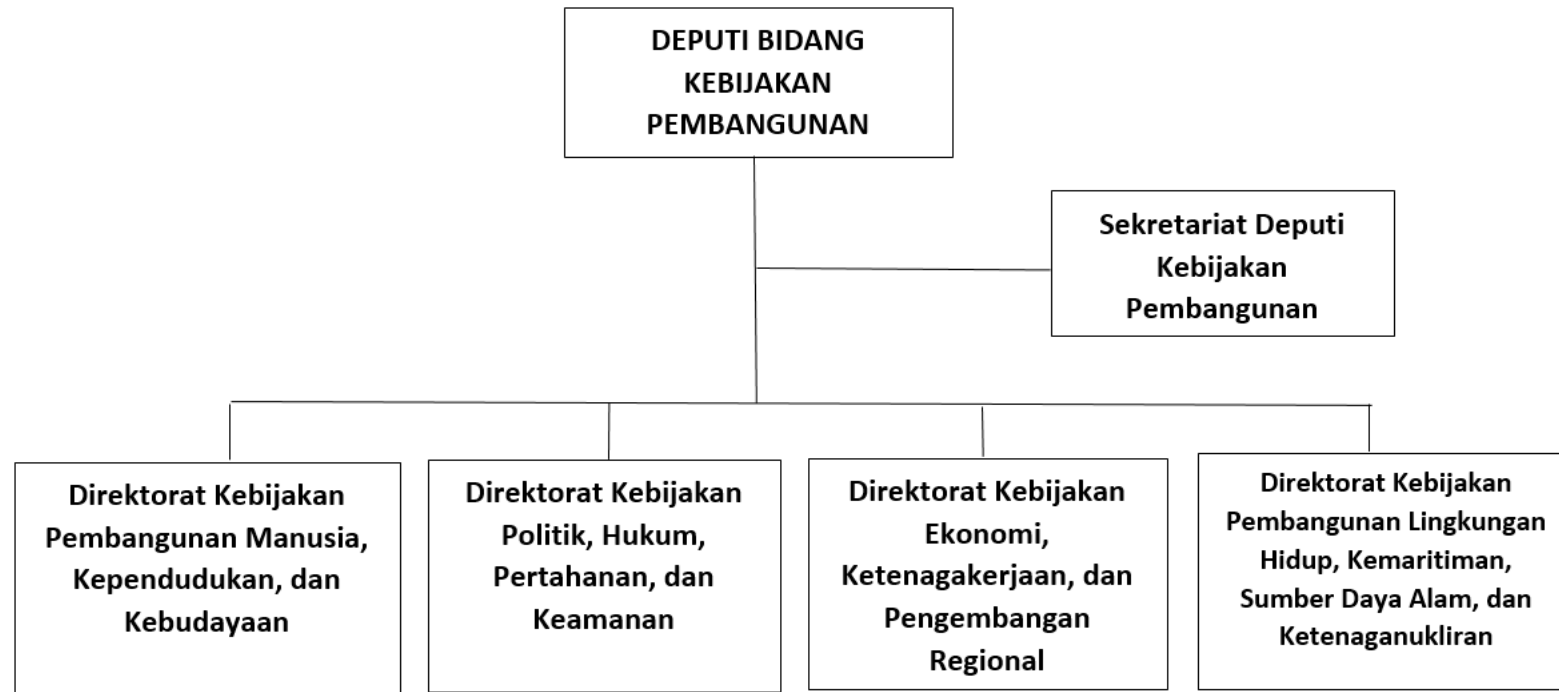 DEPUTI BIDANG
KEBIJAKAN
PEMBANGUNAN
Sekretariat Deputi
Kebijakan
Pembangunan
Direktorat Kebijakan
Pembangunan Manusia,
Kependudukan, dan
Kebudayaan
Direktorat Kebijakan
Politik, Hukum,
Pertahanan, dan
Keamanan
Direktorat Kebijakan
Ekonomi,
Ketenagakerjaan, dan
Pengembangan
Regional
Direktorat Kebijakan
Pembangunan Lingkungan
Hidup, Kemaritiman,
Sumber Daya Alam, dan
Ketenaganukliran